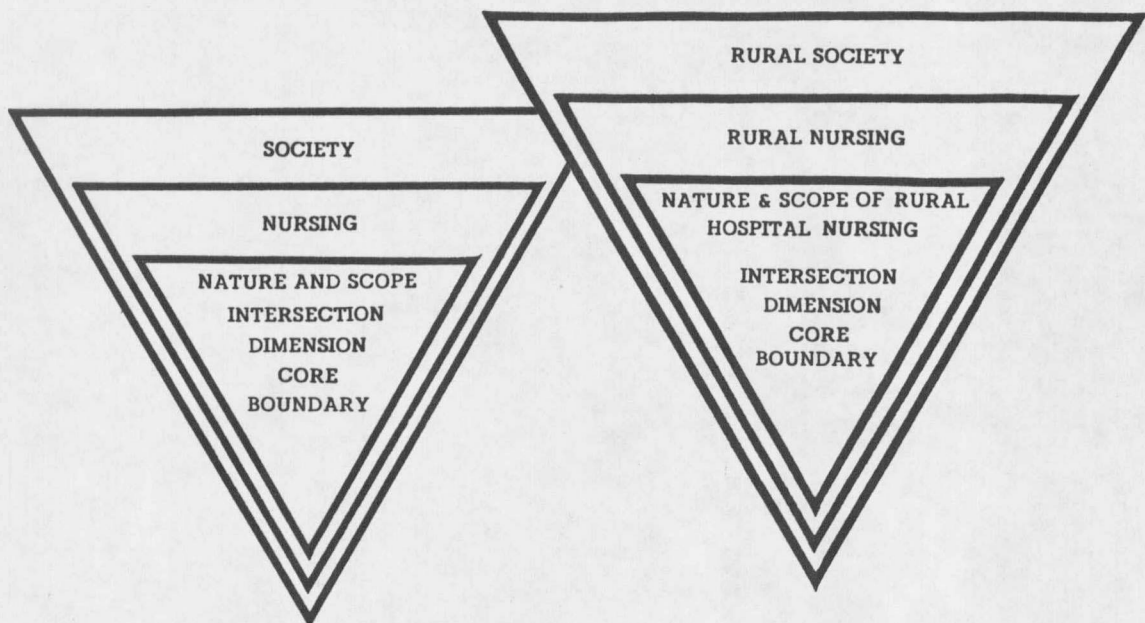 SOCIETY
NURSING
NATURE AND SCOPE
INTERSECTION
DIMENSION
CORE
BOUNDARY
RURAL SOCIETY
RURAL NURSING
NATURE & SCOPE OF RURAL
HOSPITAL NURSING
INTERSECTION
DIMENSION
CORE
BOUNDARY